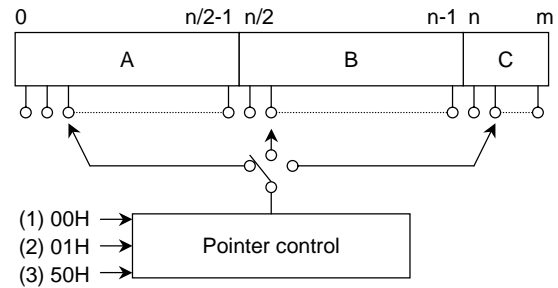 0 n/2-1 n/2 n-1 n m
A B C
(1) 00H
(2) 01H
(3) 50H
Pointer control